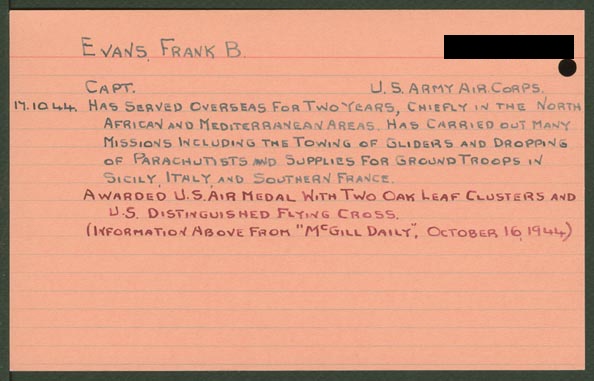 EVANS, FRANK B.
CAPT. U.S. ARMY AIR CORPS.
17.10.44. HAS SERVED OVERSEAS FOR TWO YEARS, CHIEFLY IN THE NORTH
AFRICAN AND MEDITERRANEAN AREAS. HAS CARRIED OUT MANY
MISSIONS INCLUDING THE TOWING OF GLIDERS AND DROPPING
OF PARACHUTISTS AND SUPPLIES FOR GROUND TROOPS IN
SICILY, ITALY, AND SOUTHERN FRANCE.
AWARDED U.S. AIR MEDAL WITH TWO OAK LEAF CLUSTERS AND
U.S. DISTINGUISHED FLYING CROSS.
(INFORMATION ABOVE FROM "McGILL DAILY", OCTOBER 16, 1944)